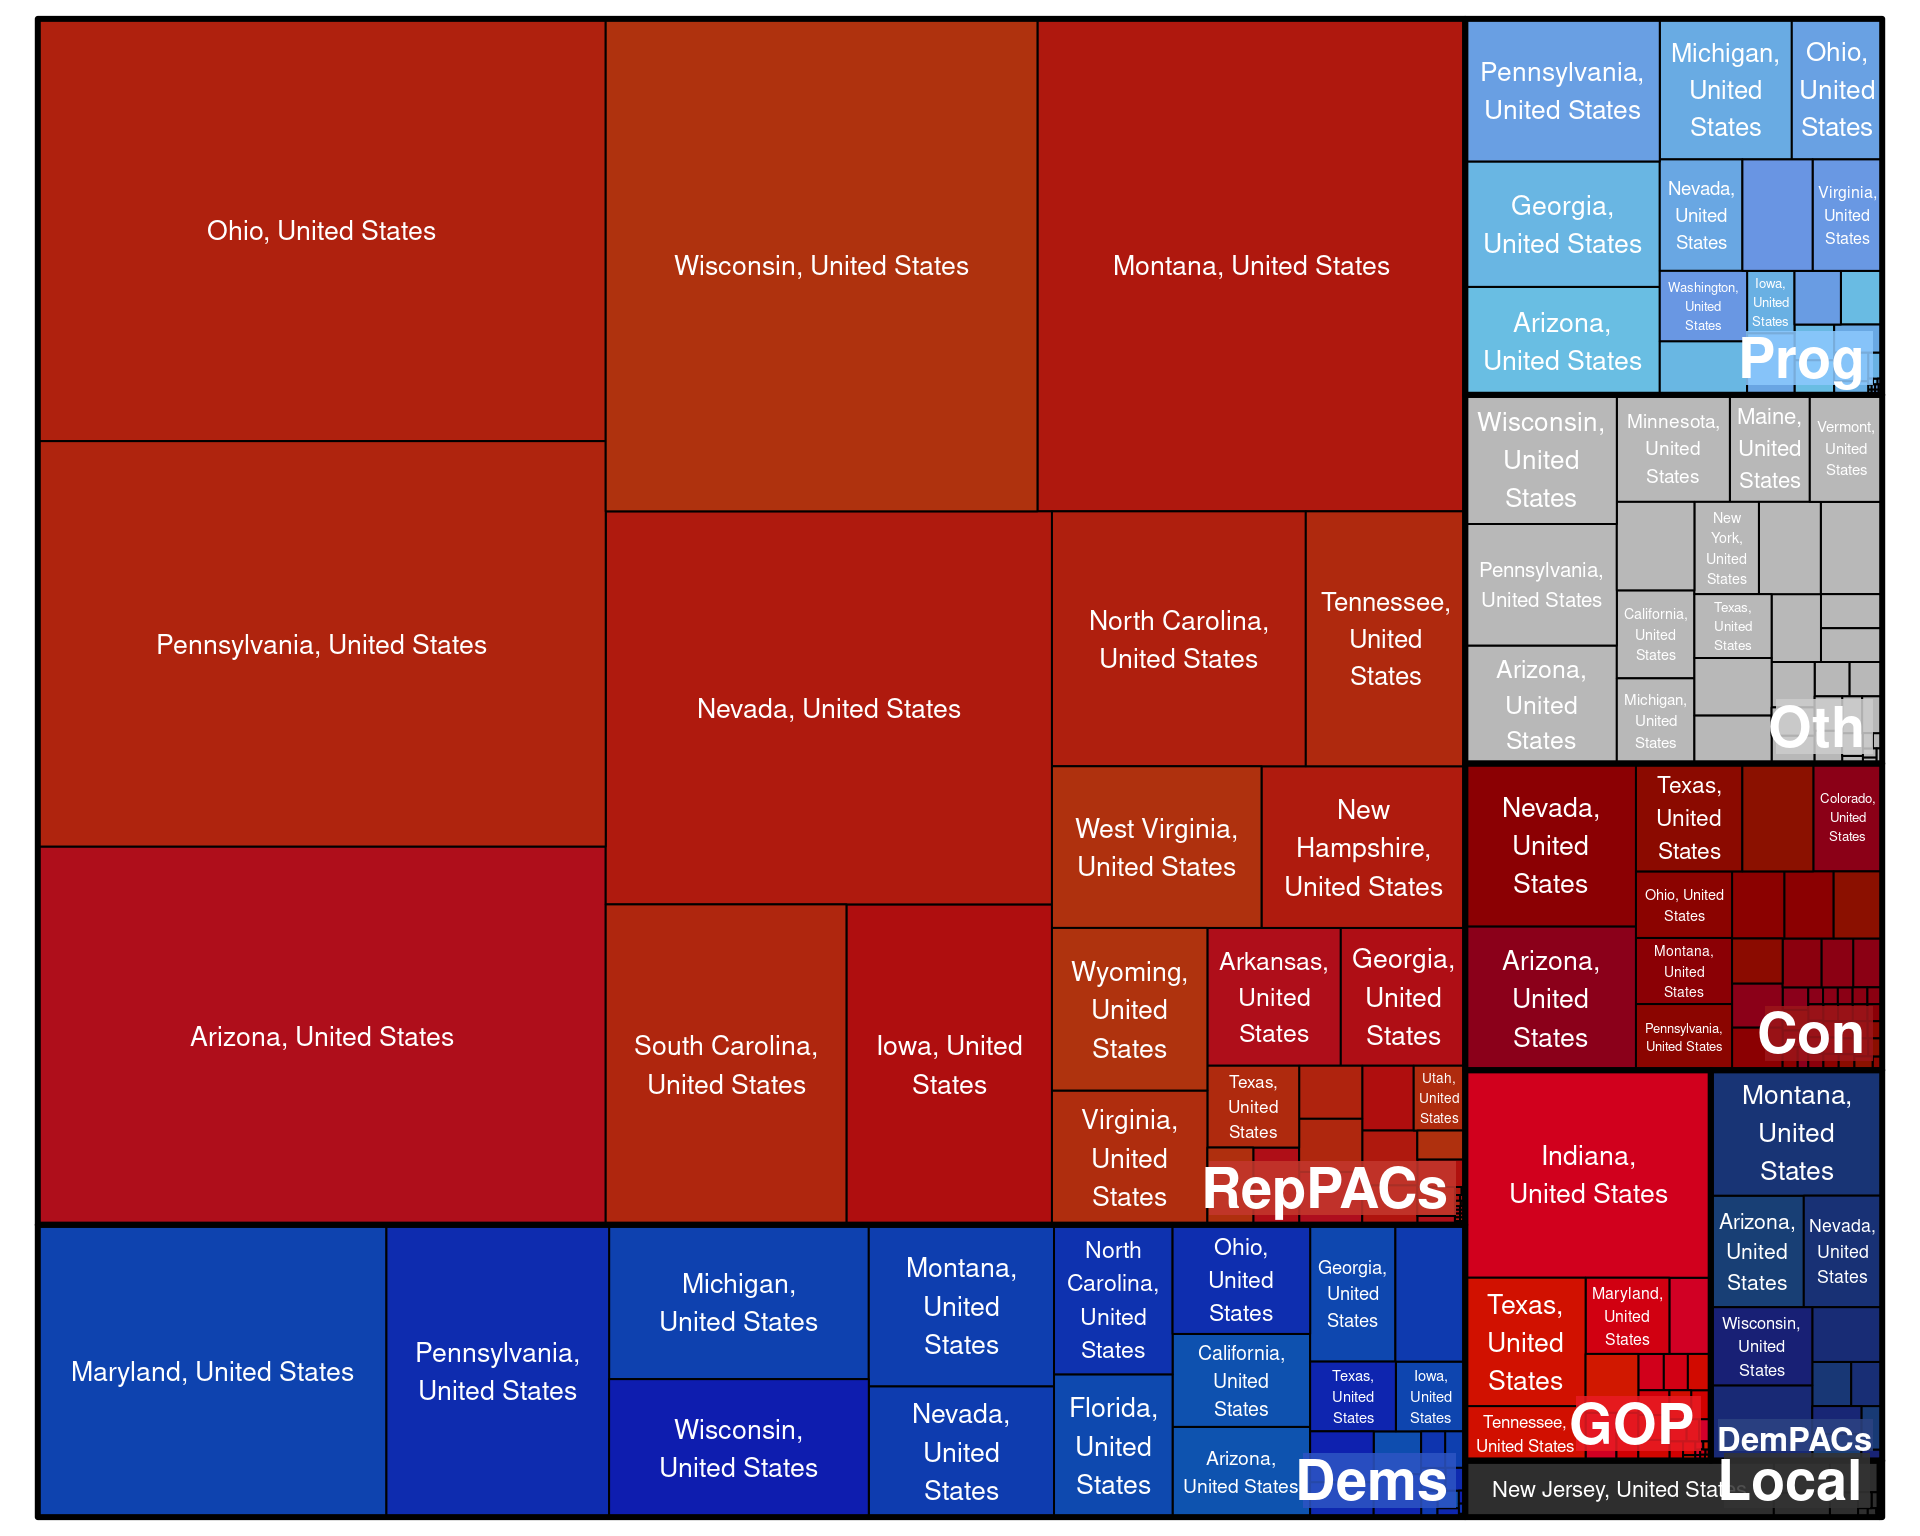 Ohio, United States
Pennsylvania, United States
Arizona, United States
Wisconsin, United States
Montana, United States
Nevada, United States
South Carolina,
United States
Iowa, United
States
North Carolina,
United States
Tennessee,
United
States
West Virginia,
United States
New
Hampshire,
United States
Wyoming,
United
States
Virginia,
United
States
Arkansas,
United
States
Georgia,
United
States
Texas,
United
States
Utah,
United
States
RepPACs
Maryland, United States
Pennsylvania,
United States
Michigan,
United States
Wisconsin,
United States
Montana,
United
States
Nevada,
United
States
North
Carolina,
United
States
Florida,
United
States
Ohio,
United
States
California,
United
States
Arizona,
United States
Georgia,
United
States
Texas,
United
States
Iowa,
United
States
Dems
Pennsylvania,
United States
Georgia,
United States
Arizona,
United States
Michigan,
United
States
Ohio,
United
States
Nevada,
United
States
Virginia,
United
States
Washington,
United
States
Iowa,
United
States
Prog
Wisconsin,
United
States
Pennsylvania,
United States
Arizona,
United
States
Minnesota,
United
States
Maine,
United
States
Vermont,
United
States
New
York,
United
States
California,
United
States
Texas,
United
States
Michigan,
United
States
Oth
Nevada,
United
States
Arizona,
United
States
Texas,
United
States
Colorado,
United
States
Ohio, United
States
Montana,
United
States
Pennsylvania,
United States
Con
Indiana,
United States
Texas,
United
States
Maryland,
United
States
Tennessee,
United States
GOP
Montana,
United
States
Arizona,
United
States
Nevada,
United
States
Wisconsin,
United
States
DemPACs
New Jersey, United States
Local